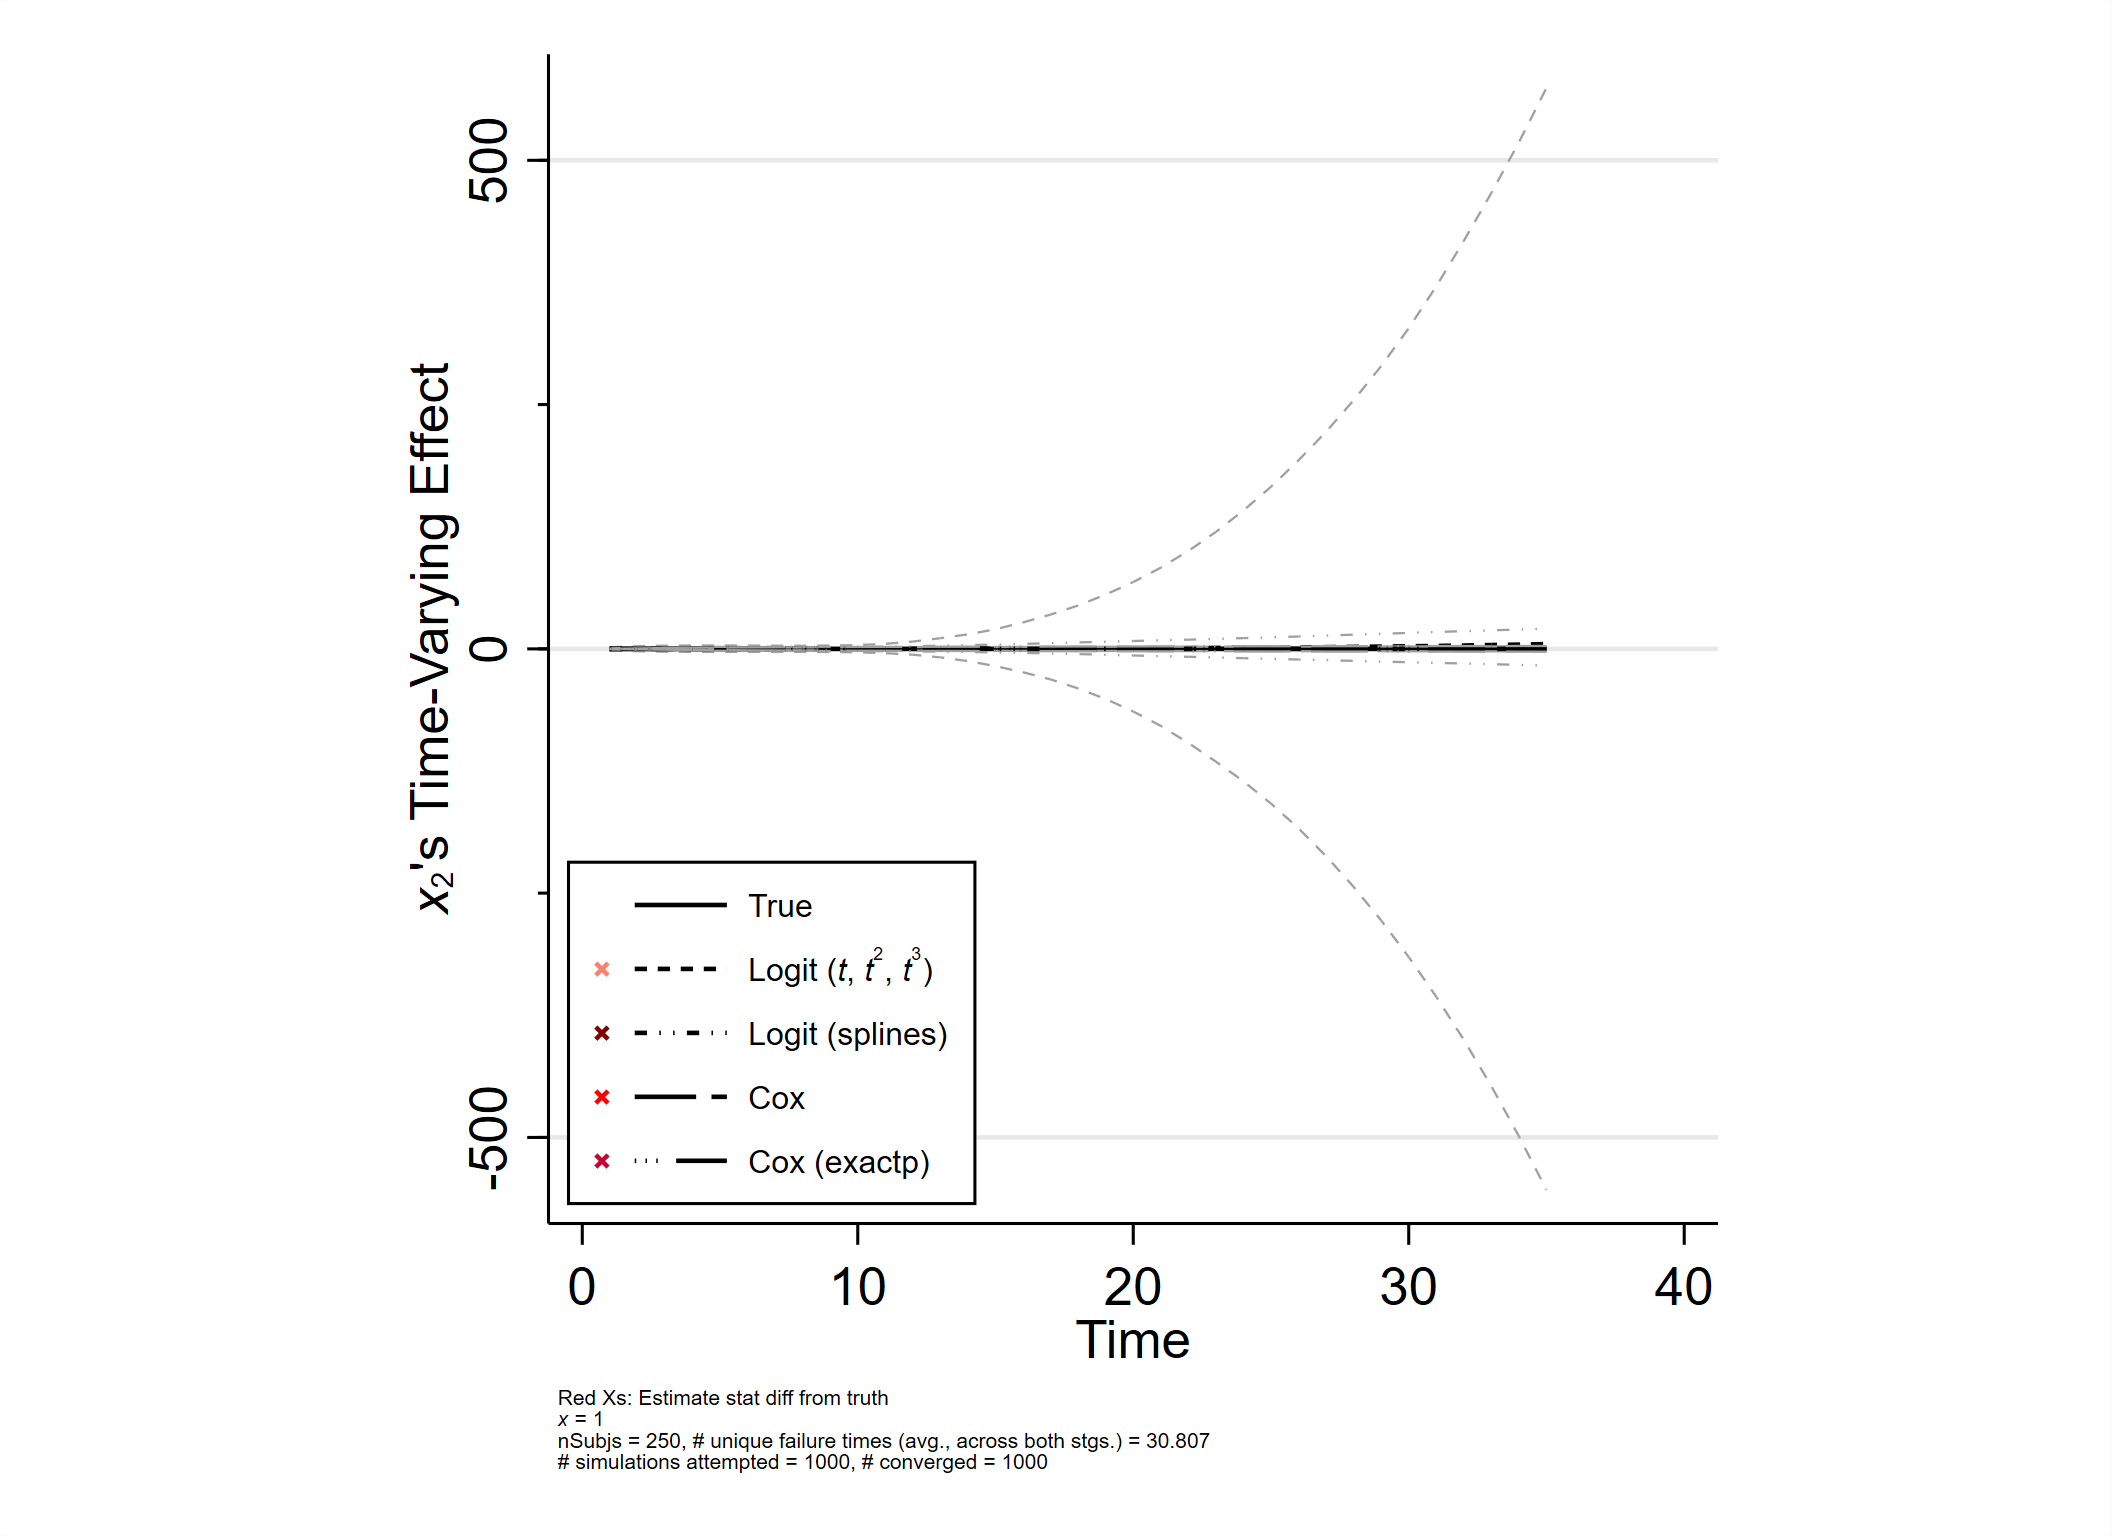 x₂'s Time-Varying Effect
500
0
-500
True
Logit (t, t², t³)
Logit (splines)
Cox
Cox (exactp)
0 10 20 30 40
Time
Red Xs: Estimate stat diff from truth
x = 1
nSubjs = 250, # unique failure times (avg., across both stgs.) = 30.807
# simulations attempted = 1000, # converged = 1000